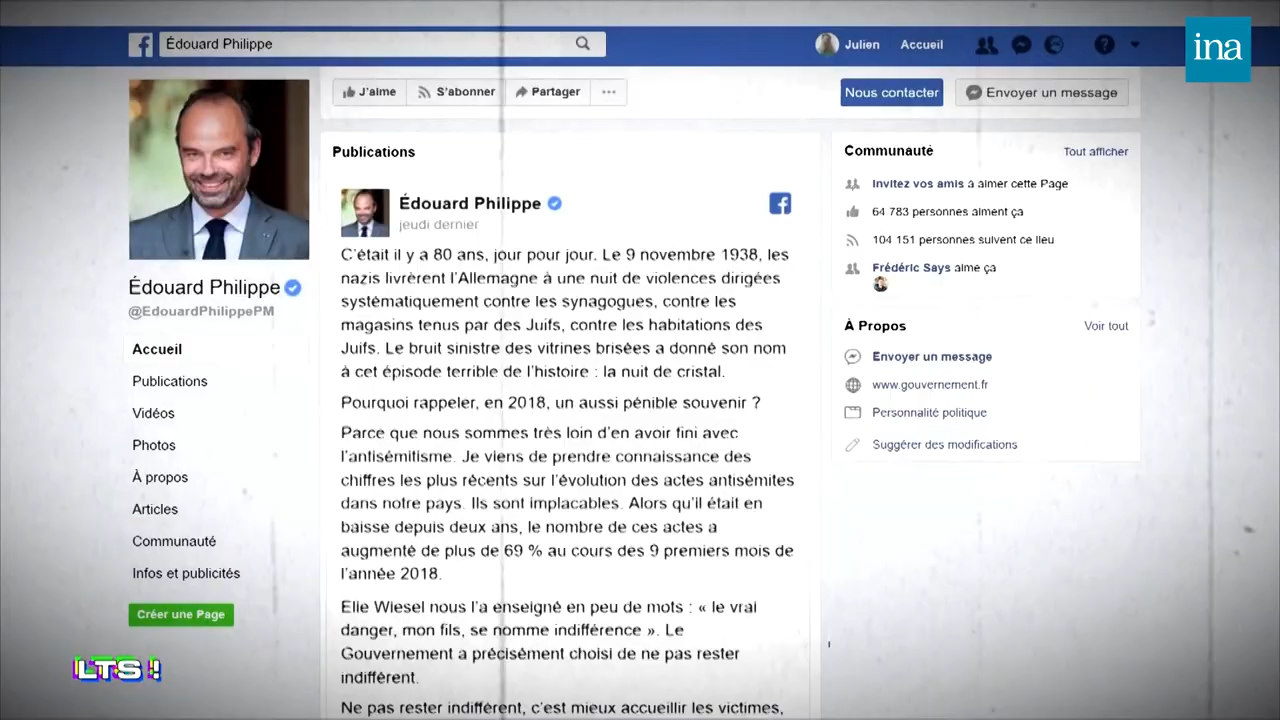 Édouard Philippe
Julien
Accueil
ina
J'aime
S'abonner
Partager
Nous contacter
Envoyer un message
Édouard Philippe
@EdouardPhilippePM
Accueil
Publications
Vidéos
Photos
À propos
Articles
Communauté
Infos et publicités
Créer une Page
Publications
Édouard Philippe
jeudi dernier
C'était il y a 80 ans, jour pour jour. Le 9 novembre 1938, les
nazis livrèrent l'Allemagne à une nuit de violences dirigées
systématiquement contre les synagogues, contre les
magasins tenus par des Juifs, contre les habitations des
Juifs. Le bruit sinistre des vitrines brisées a donné son nom
à cet épisode terrible de l'histoire : la nuit de cristal.
Pourquoi rappeler, en 2018, un aussi pénible souvenir ?
Parce que nous sommes très loin d'en avoir fini avec
l'antisémitisme. Je viens de prendre connaissance des
chiffres les plus récents sur l'évolution des actes antisémites
dans notre pays. Ils sont implacables. Alors qu'il était en
baisse depuis deux ans, le nombre de ces actes a
augmenté de plus de 69 % au cours des 9 premiers mois de
l'année 2018.
Elie Wiesel nous l'a enseigné en peu de mots : « le vrai
danger, mon fils, se nomme indifférence ». Le
Gouvernement a précisément choisi de ne pas rester
indifférent.
Ne pas rester indifférent, c'est mieux accueillir les victimes,
Communauté
Tout afficher
Invitez vos amis à aimer cette Page
64 783 personnes aiment ça
104 151 personnes suivent ce lieu
Frédéric Says aime ça
À Propos
Voir tout
Envoyer un message
www.gouvernement.fr
Personnalité politique
Suggérer des modifications
LTS !